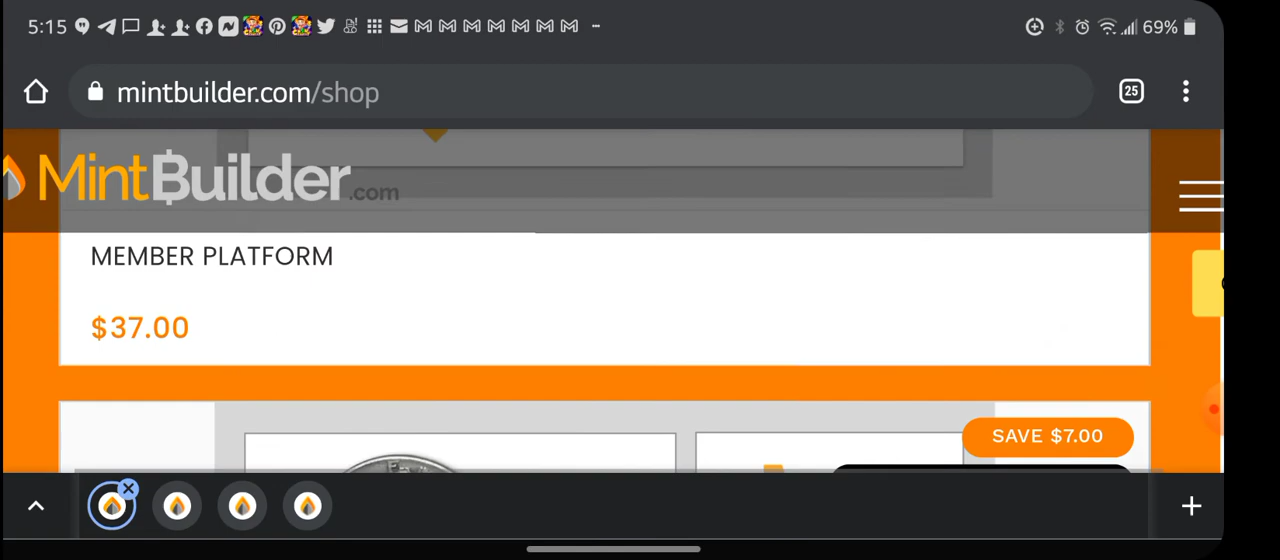 5:15
69%
mintbuilder.com/shop
25
MintBuilder.com
MEMBER PLATFORM
$37.00
SAVE $7.00